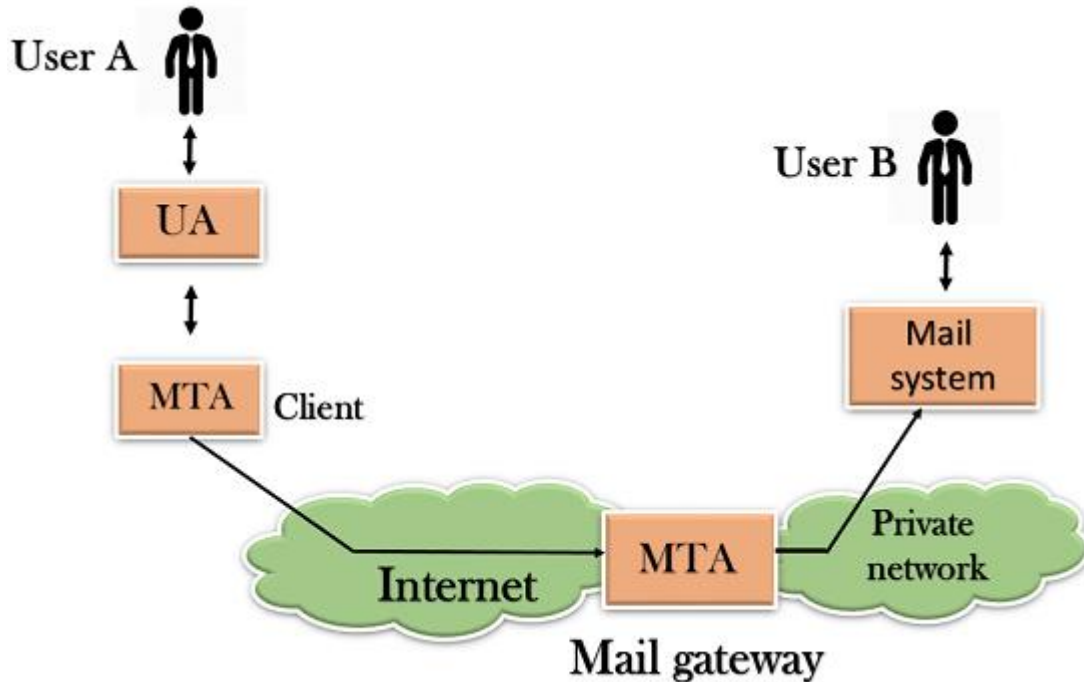 User A
UA
MTA
Client
User B
Mail
system
Internet
MTA
Private
network
Mail gateway